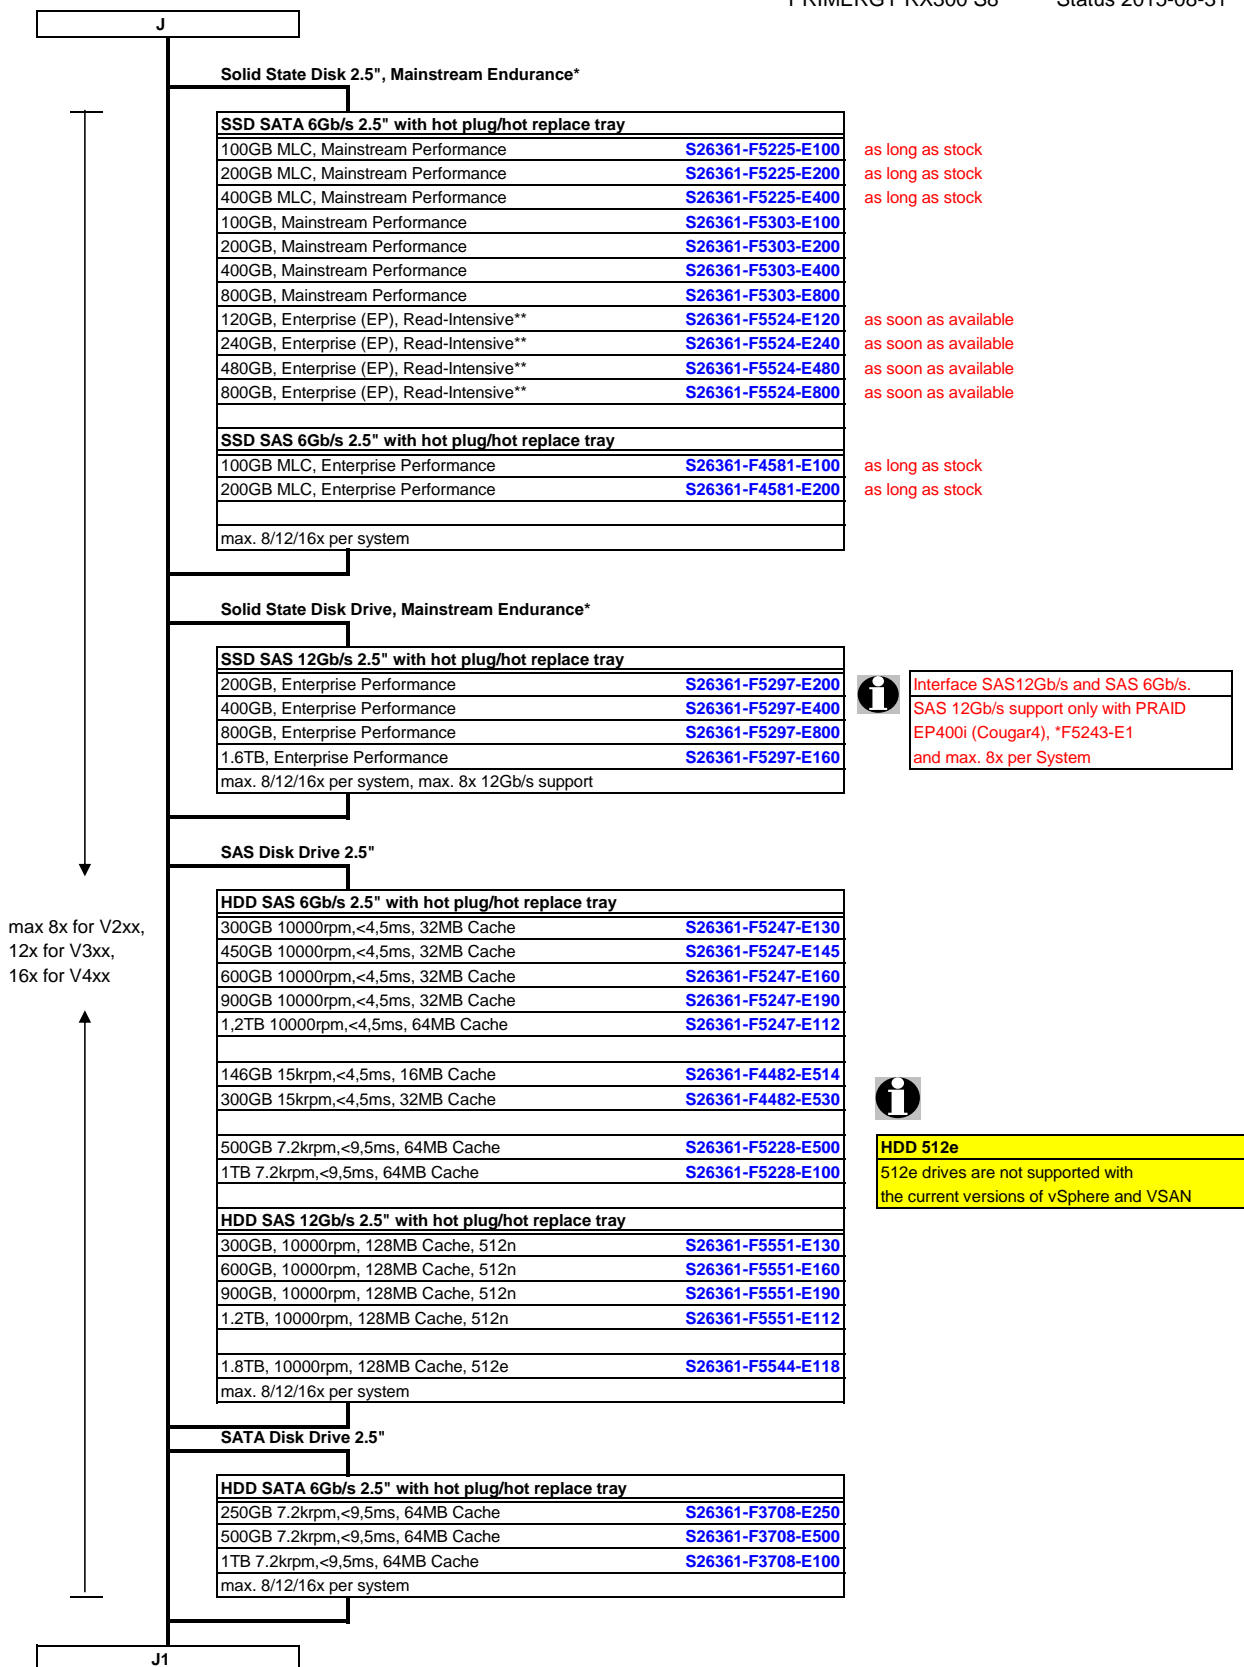 PRIMERGY RX300 S8 Status 2015-08-31
J
Solid State Disk 2.5", Mainstream Endurance*
SSD SATA 6Gb/s 2.5" with hot plug/hot replace tray
100GB MLC, Mainstream Performance S26361-F5225-E100 as long as stock
200GB MLC, Mainstream Performance S26361-F5225-E200 as long as stock
400GB MLC, Mainstream Performance S26361-F5225-E400 as long as stock
100GB, Mainstream Performance S26361-F5303-E100
200GB, Mainstream Performance S26361-F5303-E200
400GB, Mainstream Performance S26361-F5303-E400
800GB, Mainstream Performance S26361-F5303-E800
120GB, Enterprise (EP), Read-Intensive** S26361-F5524-E120 as soon as available
240GB, Enterprise (EP), Read-Intensive** S26361-F5524-E240 as soon as available
480GB, Enterprise (EP), Read-Intensive** S26361-F5524-E480 as soon as available
800GB, Enterprise (EP), Read-Intensive** S26361-F5524-E800 as soon as available
SSD SAS 6Gb/s 2.5" with hot plug/hot replace tray
100GB MLC, Enterprise Performance S26361-F4581-E100 as long as stock
200GB MLC, Enterprise Performance S26361-F4581-E200 as long as stock
max. 8/12/16x per system
Solid State Disk Drive, Mainstream Endurance*
SSD SAS 12Gb/s 2.5" with hot plug/hot replace tray
200GB, Enterprise Performance S26361-F5297-E200
400GB, Enterprise Performance S26361-F5297-E400
800GB, Enterprise Performance S26361-F5297-E800
1.6TB, Enterprise Performance S26361-F5297-E160
max. 8/12/16x per system, max. 8x 12Gb/s support
Interface SAS12Gb/s and SAS 6Gb/s.
SAS 12Gb/s support only with PRAID
EP400i (Cougar4), *F5243-E1
and max. 8x per System
SAS Disk Drive 2.5"
max 8x for V2xx,
12x for V3xx,
16x for V4xx
HDD SAS 6Gb/s 2.5" with hot plug/hot replace tray
300GB 10000rpm,<4,5ms, 32MB Cache S26361-F5247-E130
450GB 10000rpm,<4,5ms, 32MB Cache S26361-F5247-E145
600GB 10000rpm,<4,5ms, 32MB Cache S26361-F5247-E160
900GB 10000rpm,<4,5ms, 32MB Cache S26361-F5247-E190
1,2TB 10000rpm,<4,5ms, 64MB Cache S26361-F5247-E112
146GB 15krpm,<4,5ms, 16MB Cache S26361-F4482-E514
300GB 15krpm,<4,5ms, 32MB Cache S26361-F4482-E530
500GB 7.2krpm,<9,5ms, 64MB Cache S26361-F5228-E500
1TB 7.2krpm,<9,5ms, 64MB Cache S26361-F5228-E100
HDD 512e
512e drives are not supported with
the current versions of vSphere and VSAN
HDD SAS 12Gb/s 2.5" with hot plug/hot replace tray
300GB, 10000rpm, 128MB Cache, 512n S26361-F5551-E130
600GB, 10000rpm, 128MB Cache, 512n S26361-F5551-E160
900GB, 10000rpm, 128MB Cache, 512n S26361-F5551-E190
1.2TB, 10000rpm, 128MB Cache, 512n S26361-F5551-E112
1.8TB, 10000rpm, 128MB Cache, 512e S26361-F5544-E118
max. 8/12/16x per system
SATA Disk Drive 2.5"
HDD SATA 6Gb/s 2.5" with hot plug/hot replace tray
250GB 7.2krpm,<9,5ms, 64MB Cache S26361-F3708-E250
500GB 7.2krpm,<9,5ms, 64MB Cache S26361-F3708-E500
1TB 7.2krpm,<9,5ms, 64MB Cache S26361-F3708-E100
max. 8/12/16x per system
J1